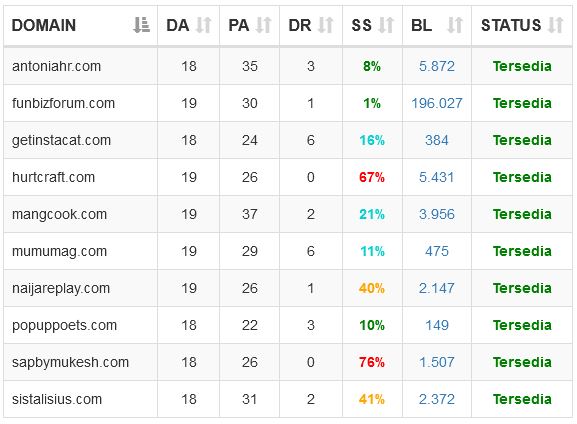 DOMAIN DA PA DR SS BL STATUS
antoniahr.com 18 35 3 8% 5.872 Tersedia
funbizforum.com 19 30 1 1% 196.027 Tersedia
getinstacat.com 18 24 6 16% 384 Tersedia
hurtcraft.com 19 26 0 67% 5.431 Tersedia
mangcook.com 19 37 2 21% 3.956 Tersedia
mumumag.com 19 29 6 11% 475 Tersedia
naijareplay.com 19 26 1 40% 2.147 Tersedia
popuppoets.com 18 22 3 10% 149 Tersedia
sapbymukesh.com 18 26 0 76% 1.507 Tersedia
sistalisius.com 18 31 2 41% 2.372 Tersedia